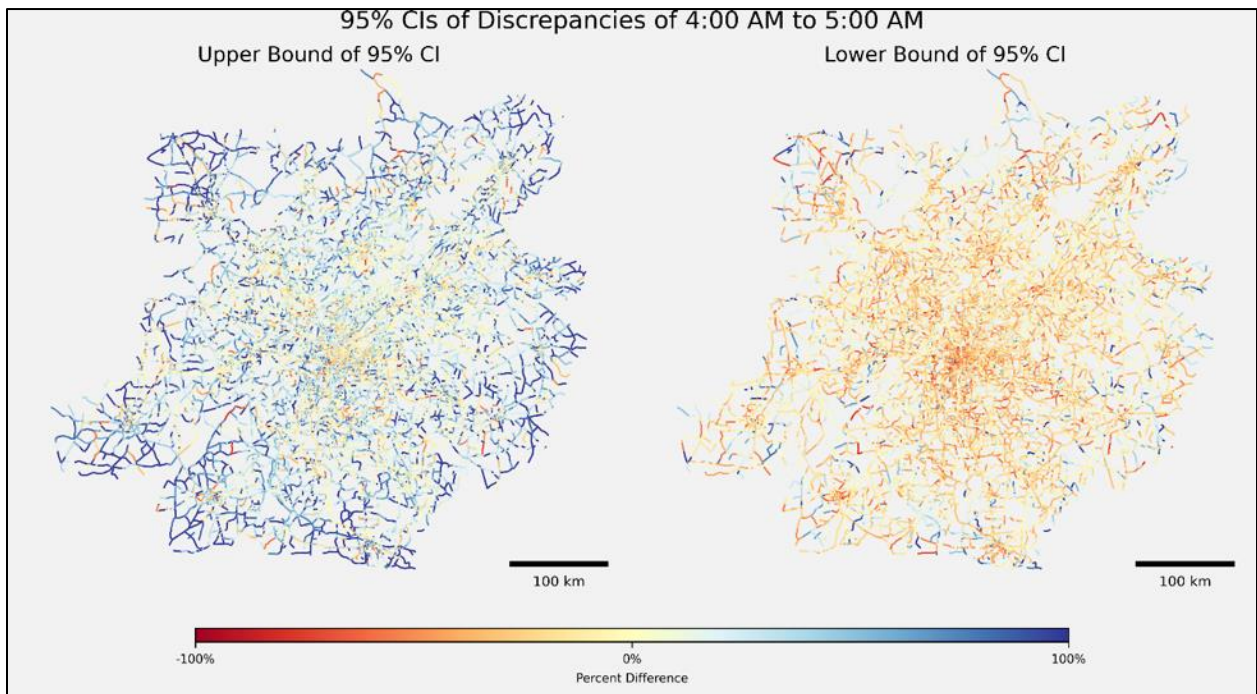 95% CIs of Discrepancies of 4:00 AM to 5:00 AM
Upper Bound of 95% CI
Lower Bound of 95% CI
100 km
100 km
-100%
0%
100%
Percent Difference